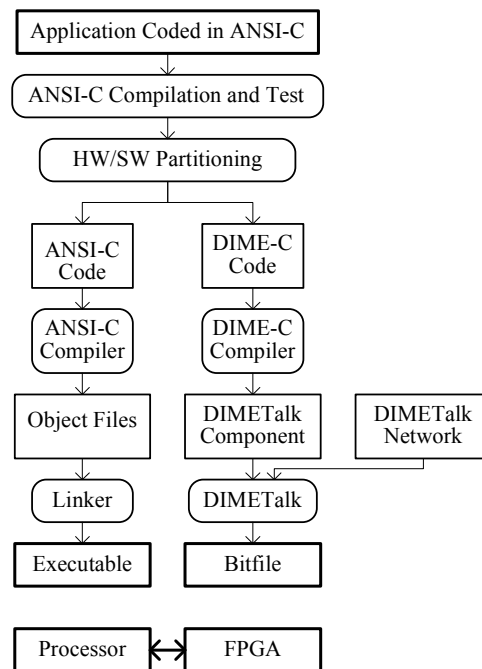 Application Coded in ANSI-C
ANSI-C Compilation and Test
HW/SW Partitioning
ANSI-C
Code
DIME-C
Code
ANSI-C
Compiler
DIME-C
Compiler
Object Files
DIMETalk
Component
DIMETalk
Network
Linker
DIMETalk
Executable
Bitfile
Processor
FPGA